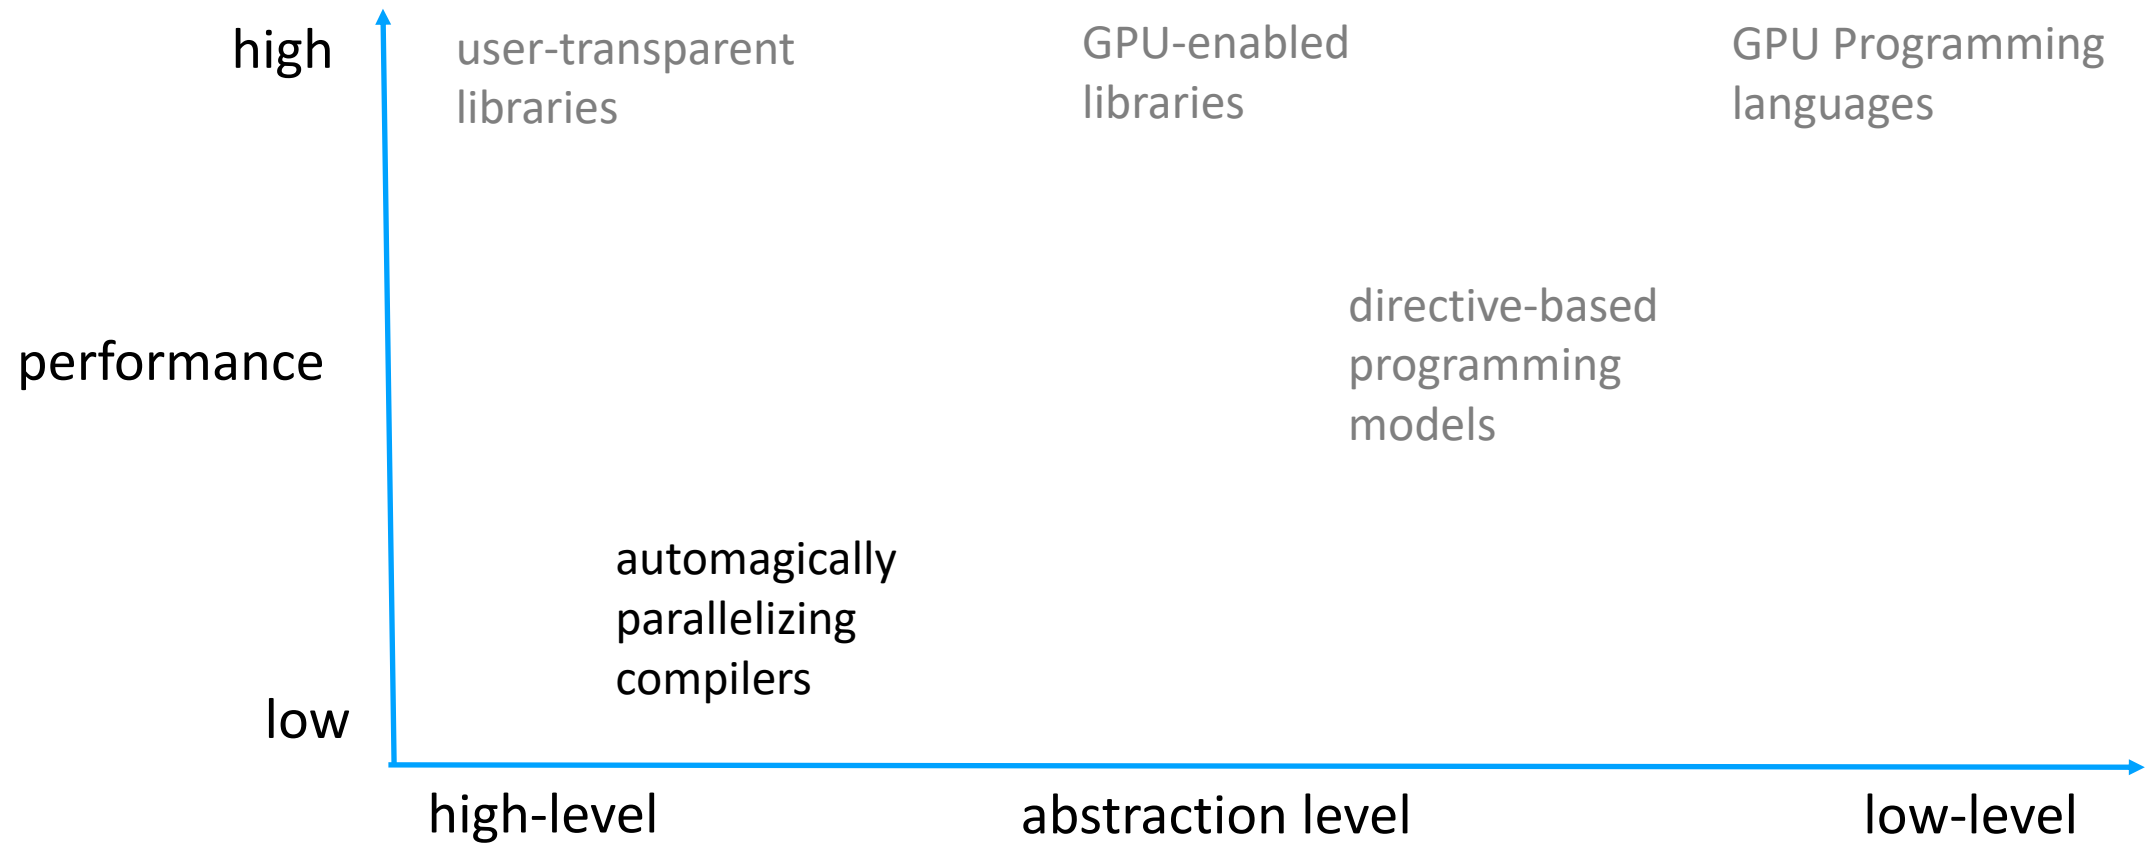 high
user-transparent
libraries
GPU-enabled
libraries
GPU Programming
languages
performance
directive-based
programming
models
automagically
parallelizing
compilers
low
high-level
abstraction level
low-level